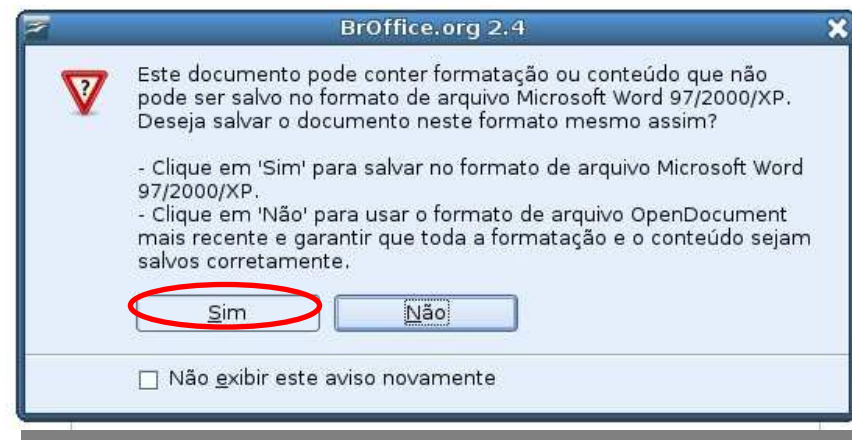 BrOffice.org 2.4
Este documento pode conter formatação ou conteúdo que não
pode ser salvo no formato de arquivo Microsoft Word 97/2000/XP.
Deseja salvar o documento neste formato mesmo assim?
- Clique em 'Sim' para salvar no formato de arquivo Microsoft Word
97/2000/XP.
- Clique em 'Não' para usar o formato de arquivo OpenDocument
mais recente e garantir que toda a formatação e o conteúdo sejam
salvos corretamente.
Sim Não
Não exibir este aviso novamente